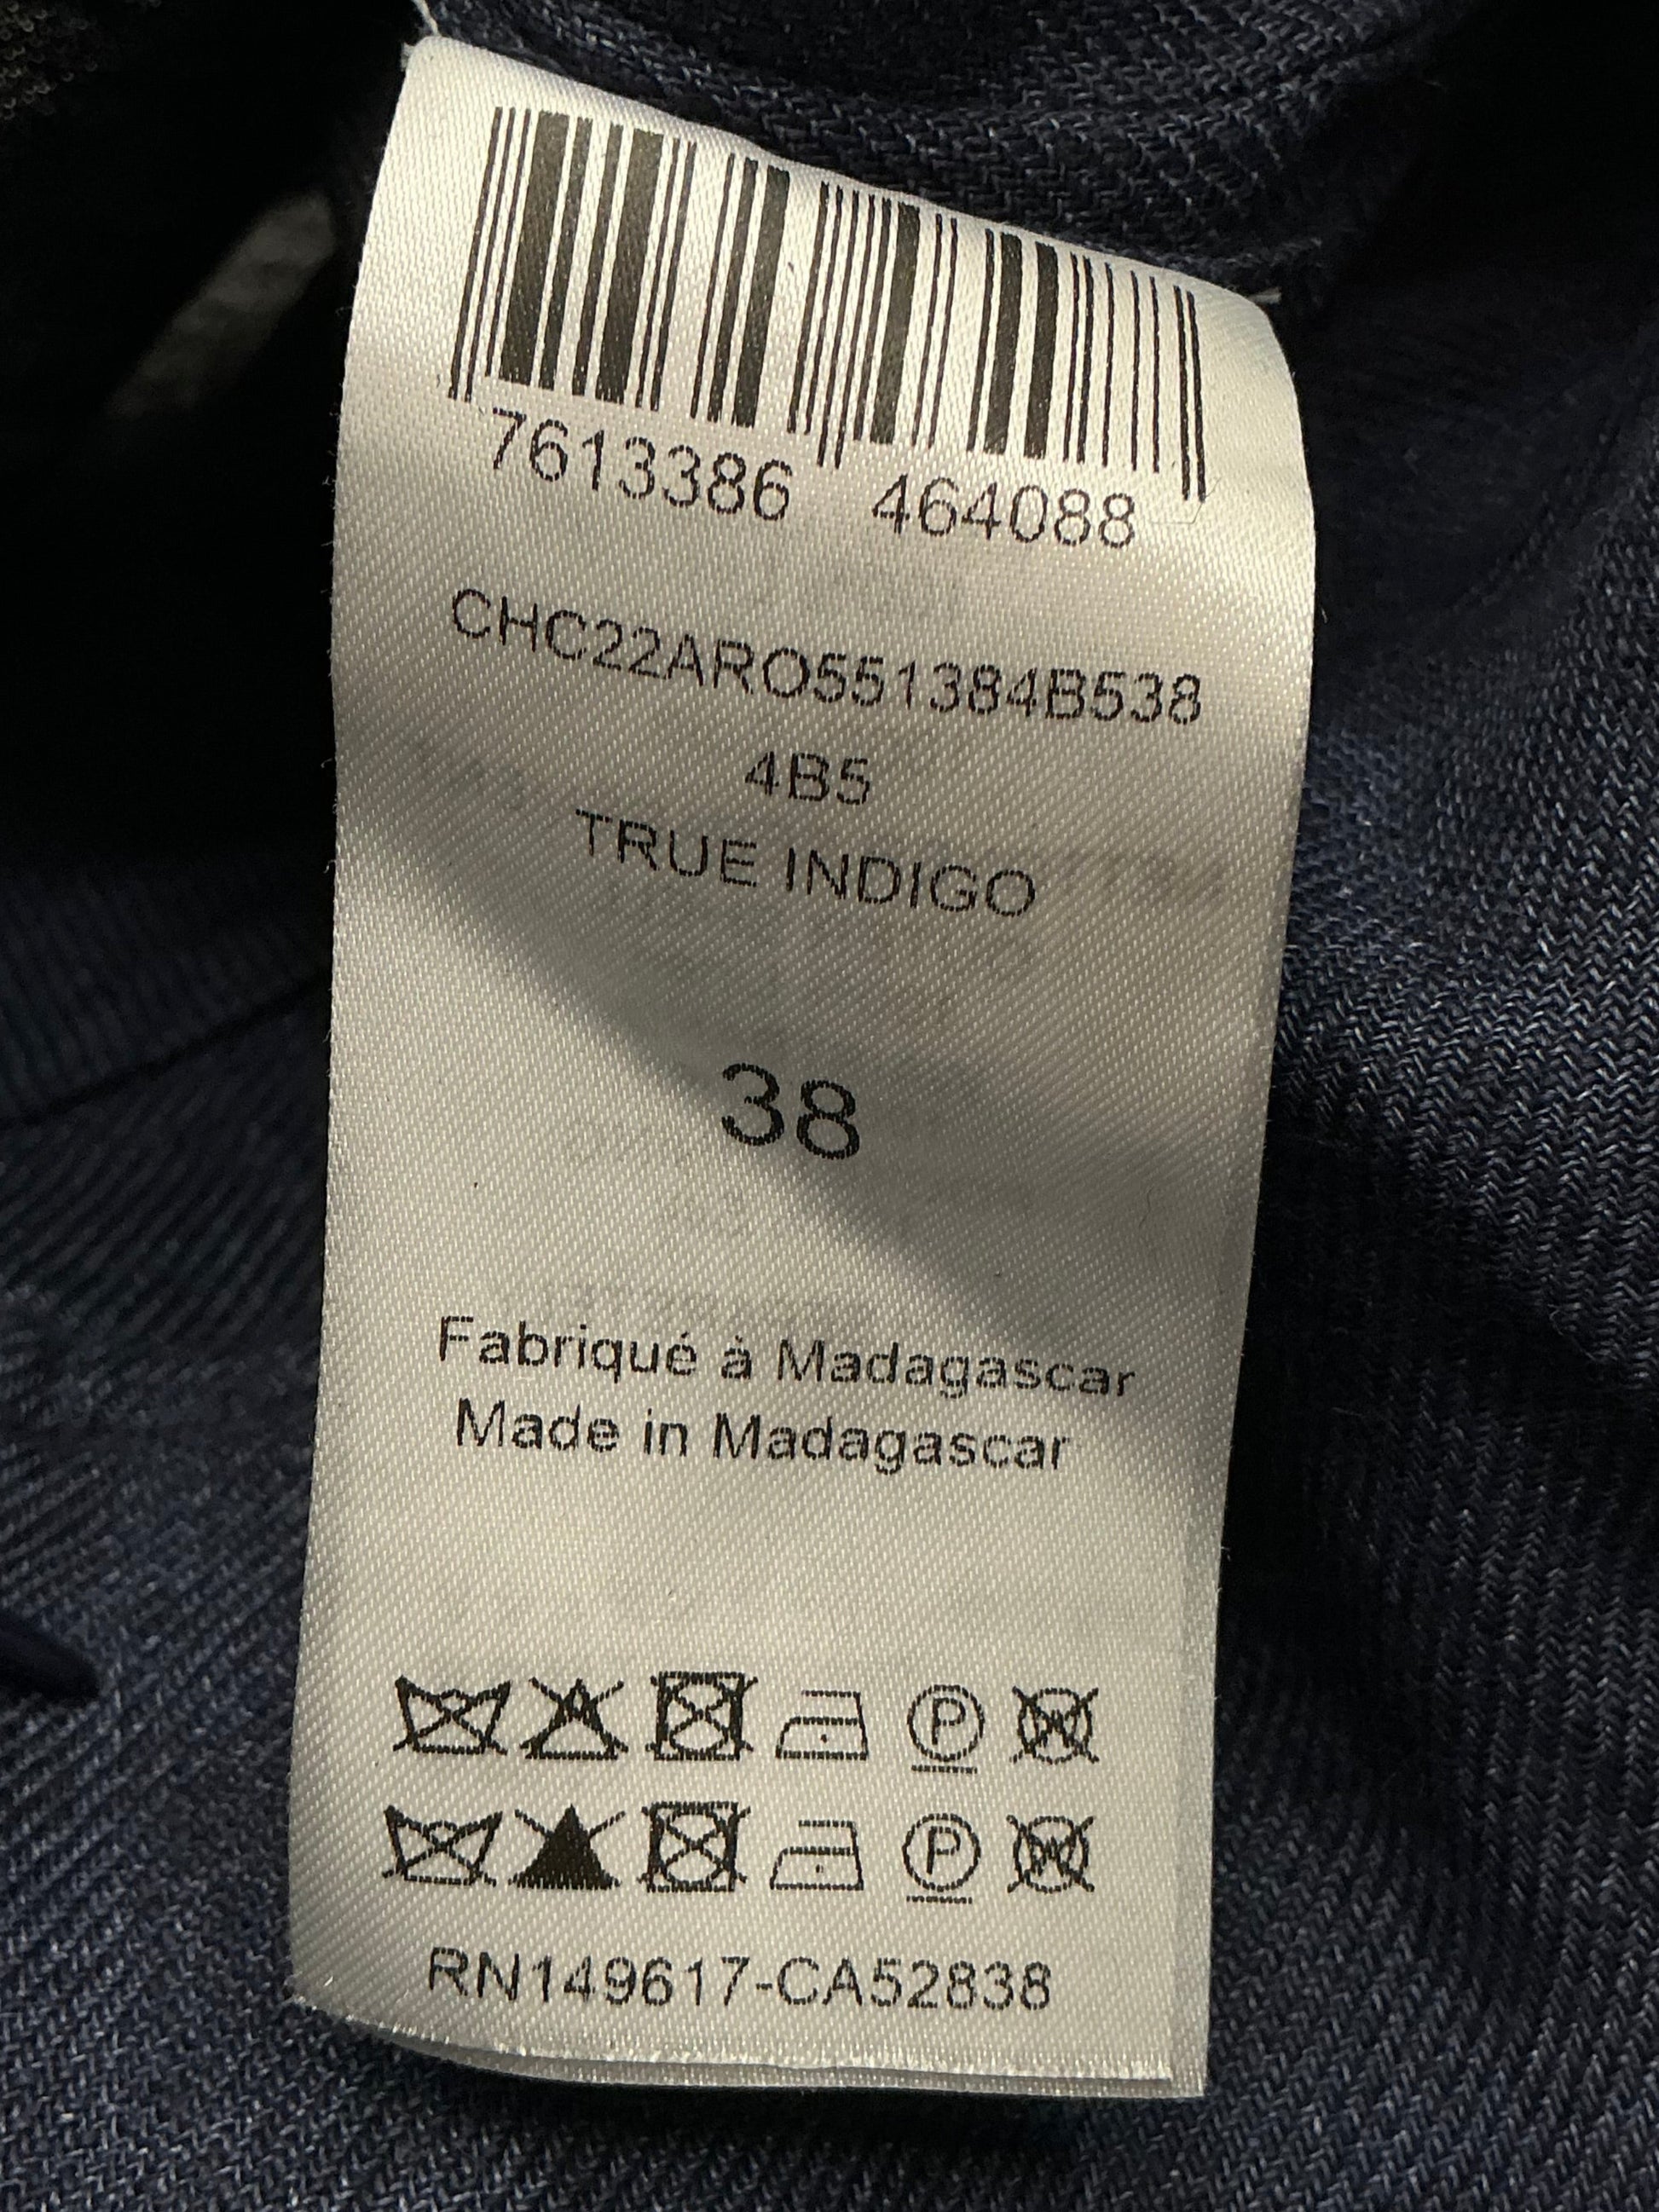 7613386 464088
CHC22ARO551384B538
4B5
TRUE INDIGO
38
Fabriqué à Madagascar
Made in Madagascar
P W
P W
RN149617-CA52838